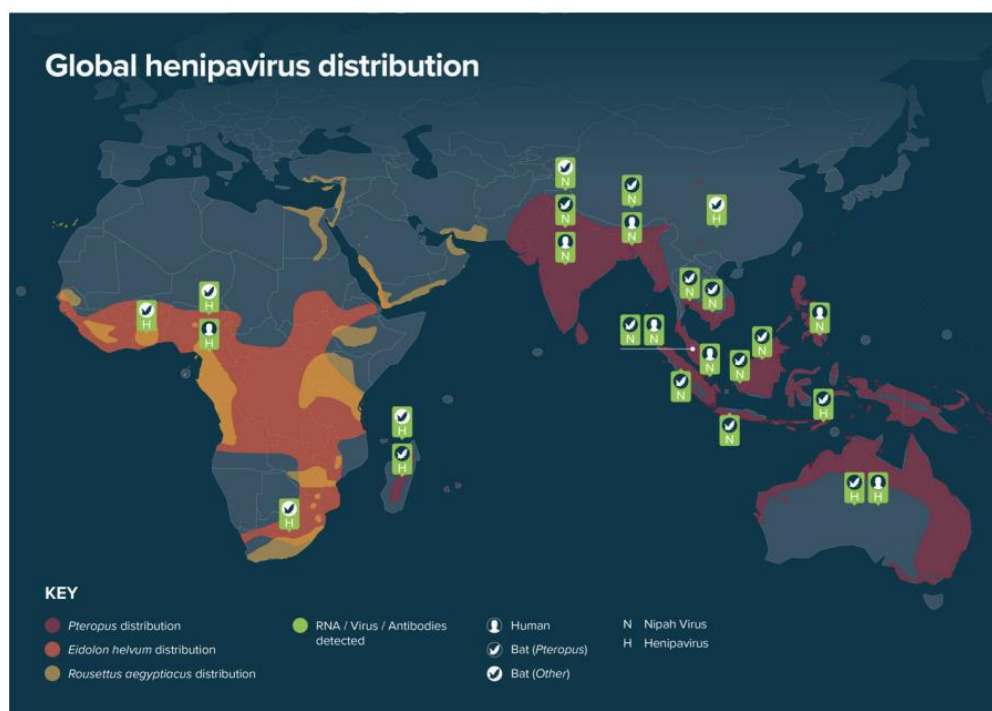 Global henipavirus distribution
N
N
N
N
N
H
N
N
H
H
H
N
N
N
N
N
N
N
H
N
H
H
H
H
H
KEY
Pteropus distribution
Eidolon helvum distribution
Rousettus aegyptiacus distribution
RNA / Virus / Antibodies
detected
Human
Bat (Pteropus)
Bat (Other)
N Nipah Virus
H Henipavirus